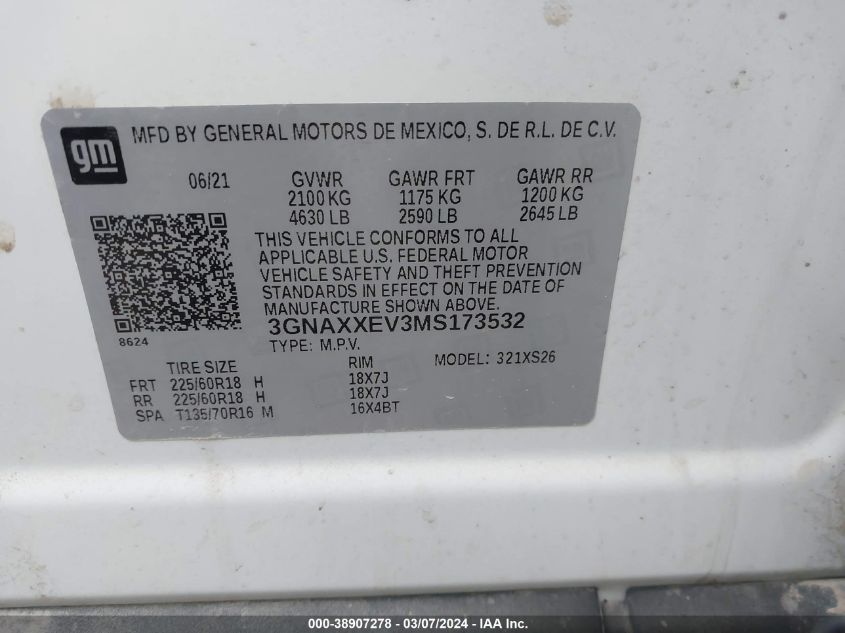 gm
MFD BY GENERAL MOTORS DE MEXICO, S. DE R.L. DE C.V.
06/21 GVWR GAWR FRT GAWR RR
2100 KG 1175 KG 1200 KG
4630 LB 2590 LB 2645 LB
THIS VEHICLE CONFORMS TO ALL
APPLICABLE U.S. FEDERAL MOTOR
VEHICLE SAFETY AND THEFT PREVENTION
STANDARDS IN EFFECT ON THE DATE OF
MANUFACTURE SHOWN ABOVE.
3GNAXXEV3MS173532
8624 TYPE: M.P.V.
TIRE SIZE RIM MODEL: 321XS26
FRT 225/60R18 H 18X7J
RR 225/60R18 H 18X7J
SPA T135/70R16 M 16X4BT
000-38907278 — 03/07/2024 — IAA Inc.